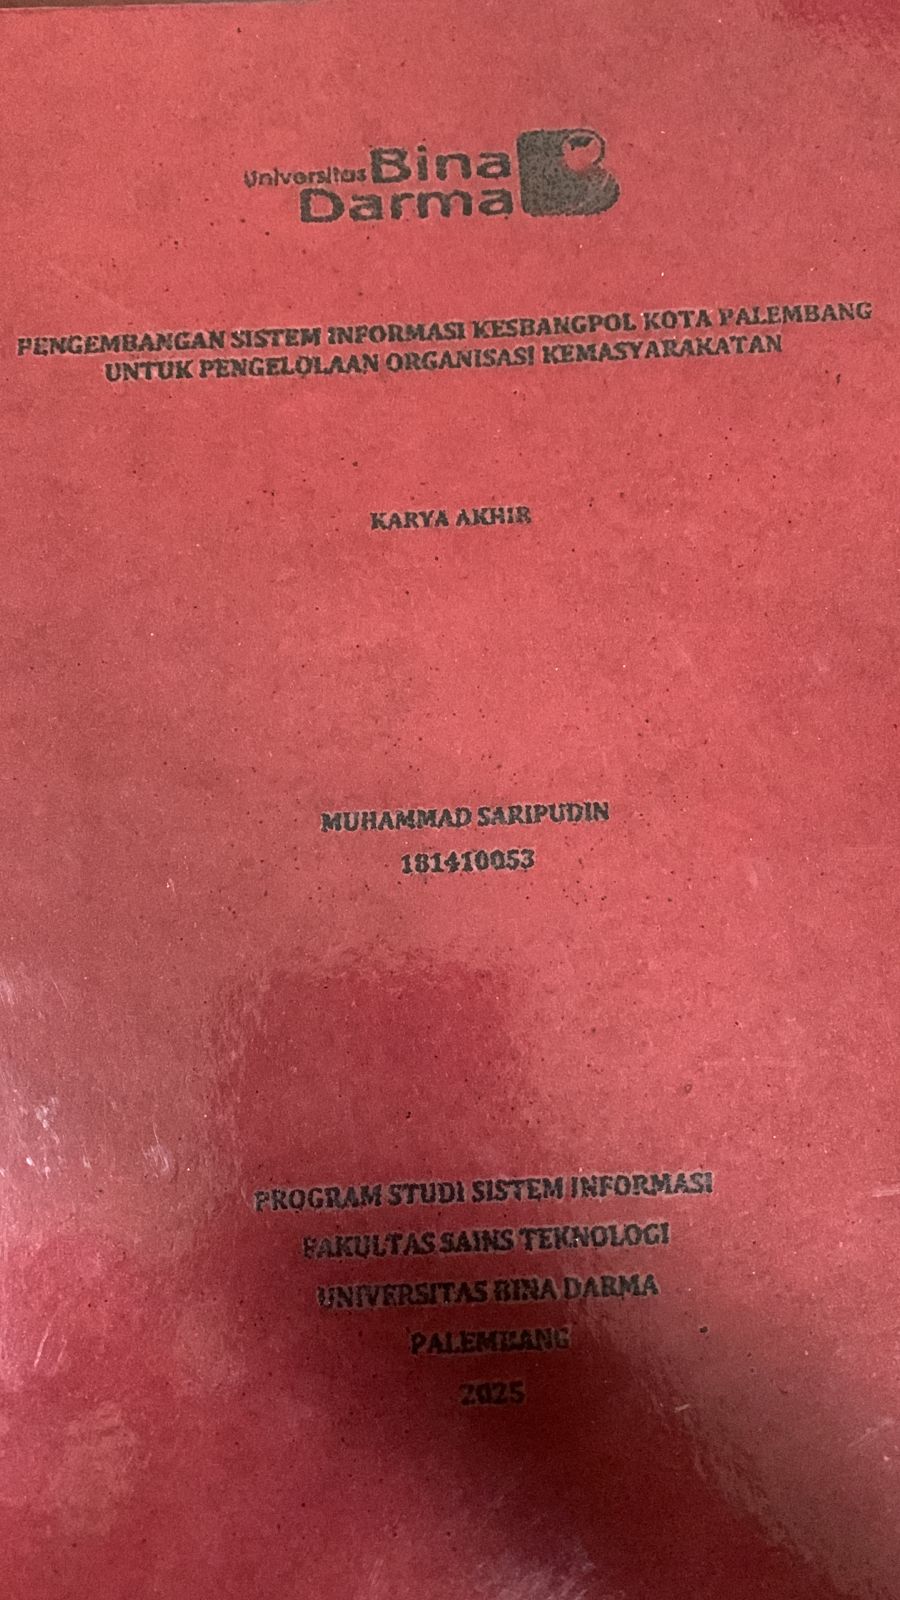 Universitas Bina
Darma
PENGEMBANGAN SISTEM INFORMASI KESBANGPOL KOTA PALEMBANG
UNTUK PENGELOLAAN ORGANISASI KEMASYARAKATAN
KARYA AKHIR
MUHAMMAD SARIPUDIN
181410053
PROGRAM STUDI SISTEM INFORMASI
FAKULTAS SAINS TEKNOLOGI
UNIVERSITAS BINA DARMA
PALEMBANG
2025